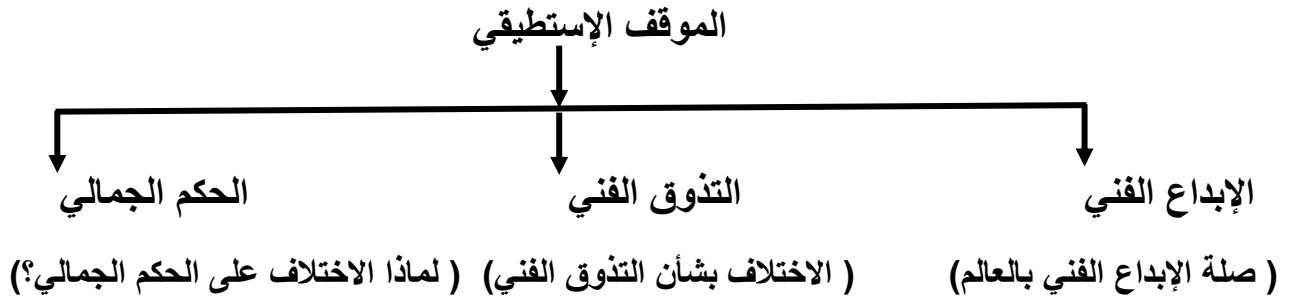 الموقف الإستطيقي
الإبداع الفني التذوق الفني الحكم الجمالي
( صلة الإبداع الفني بالعالم) ( الاختلاف بشأن التذوق الفني) ( لماذا الاختلاف على الحكم الجمالي؟)